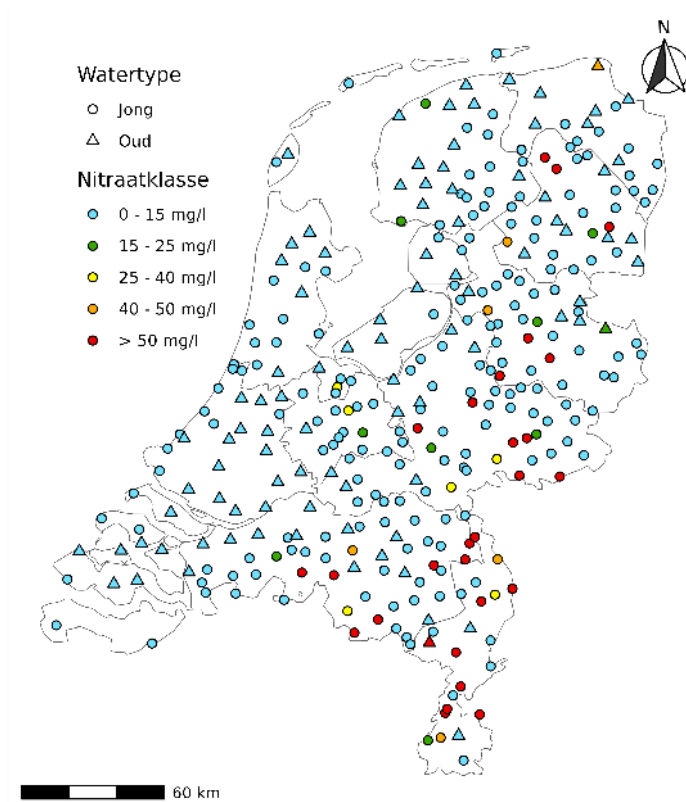 N
Watertype
Jong
Oud
Nitraatklasse
0 - 15 mg/l
15 - 25 mg/l
25 - 40 mg/l
40 - 50 mg/l
> 50 mg/l
60 km